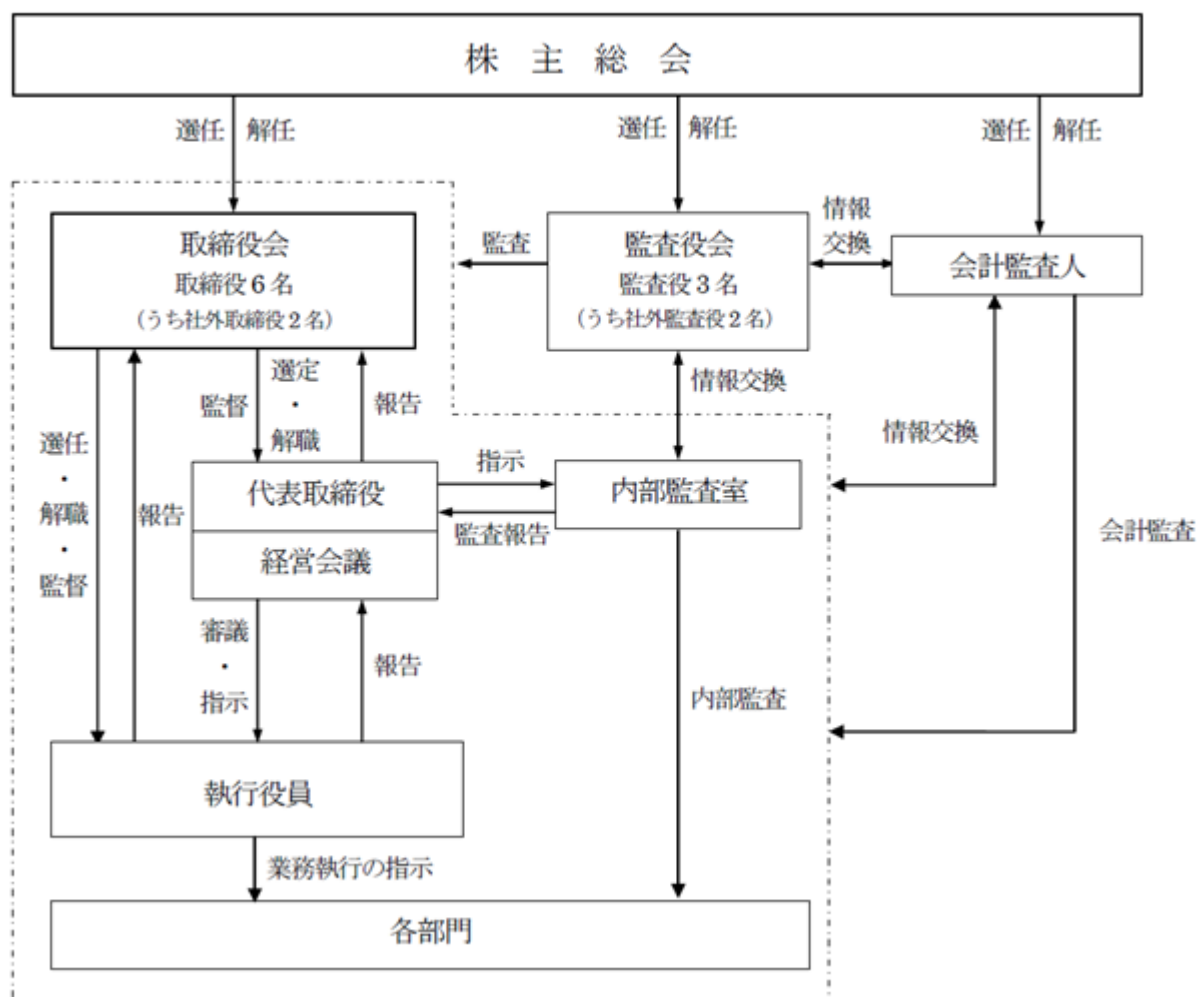 株 主 総 会
選任 解任
選任 解任
選任 解任
取締役会
取締役6名
(うち社外取締役2名)
監査
監査役会
監査役3名
(うち社外監査役2名)
情報
交換
会計監査人
選任
・
解職
・
監督
報告
監督
選定
・
解職
報告
情報交換
情報交換
代表取締役
経営会議
指示
監査報告
内部監査室
会計監査
審議
・
指示
報告
内部監査
執行役員
業務執行の指示
各部門